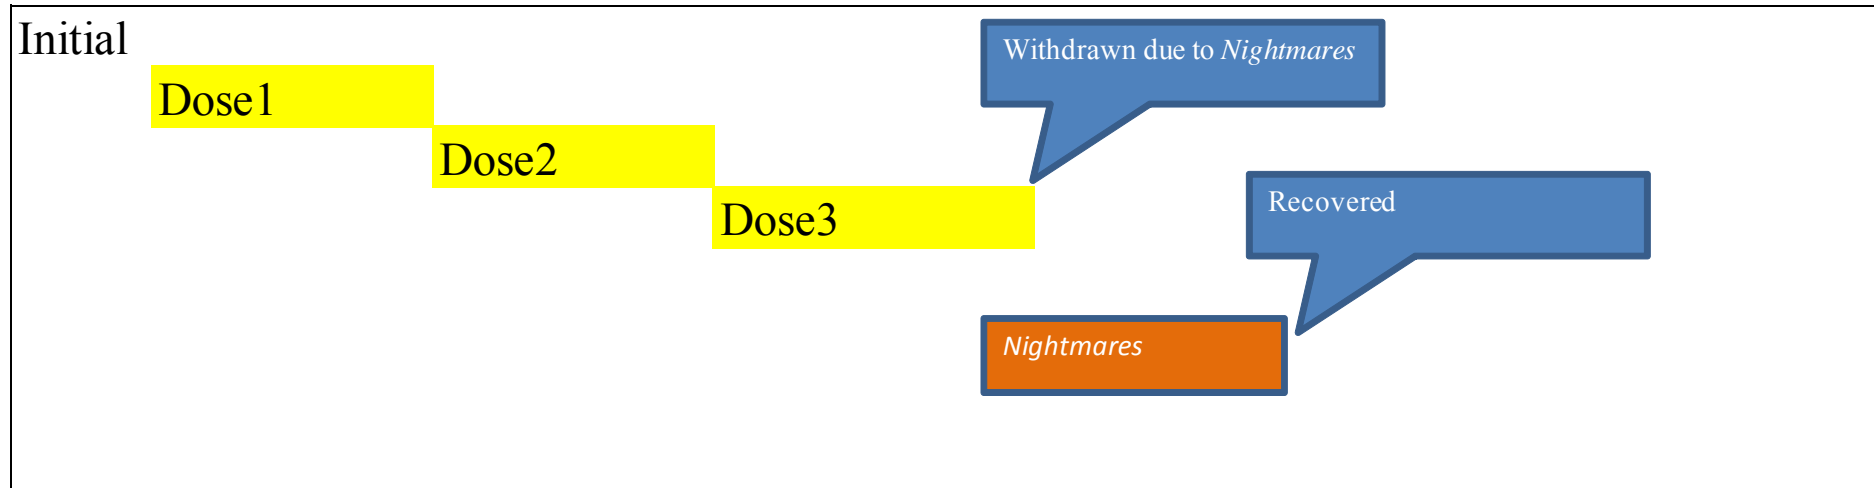 Initial
Withdrawn due to Nightmares
Dose1
Dose2
Dose3
Recovered
Nightmares